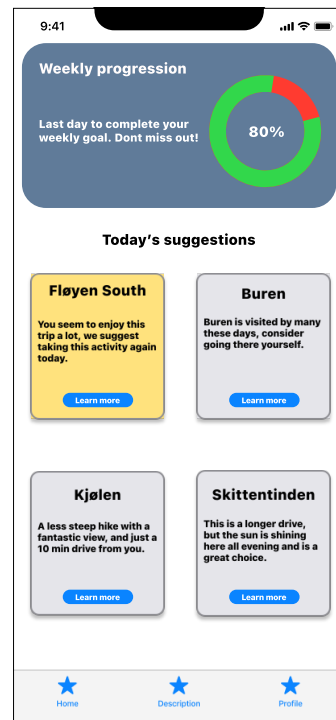 9:41
Weekly progression
Last day to complete your
weekly goal. Dont miss out!
80%
Today's suggestions
Fløyen South
You seem to enjoy this
trip a lot, we suggest
taking this activity again
today.
Learn more
Buren
Buren is visited by many
these days, consider
going there yourself.
Learn more
Kjølen
A less steep hike with a
fantastic view, and just a
10 min drive from you.
Learn more
Skittentinden
This is a longer drive,
but the sun is shining
here all evening and is a
great choice.
Learn more
Home
Description
Profile